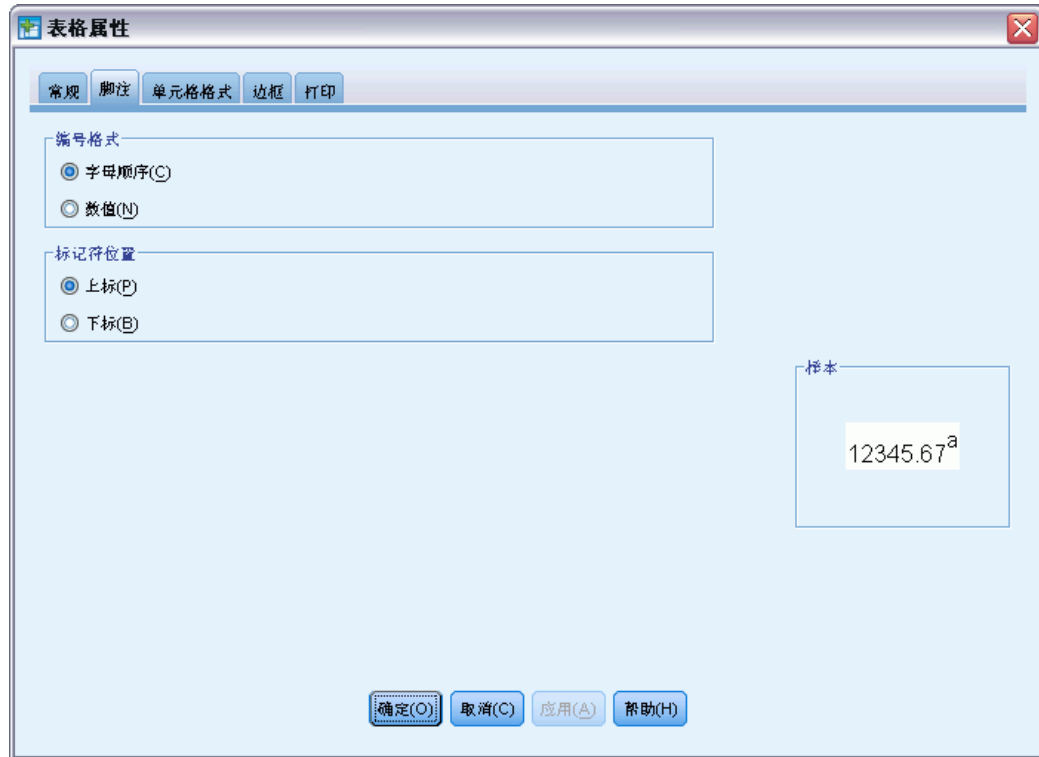 表格属性
常规 脚注 单元格格式 边框 打印
编号格式
字母顺序(C)
数值(N)
标记符位置
上标(P)
下标(B)
样本
12345.67a
确定(O) 取消(C) 应用(A) 帮助(H)